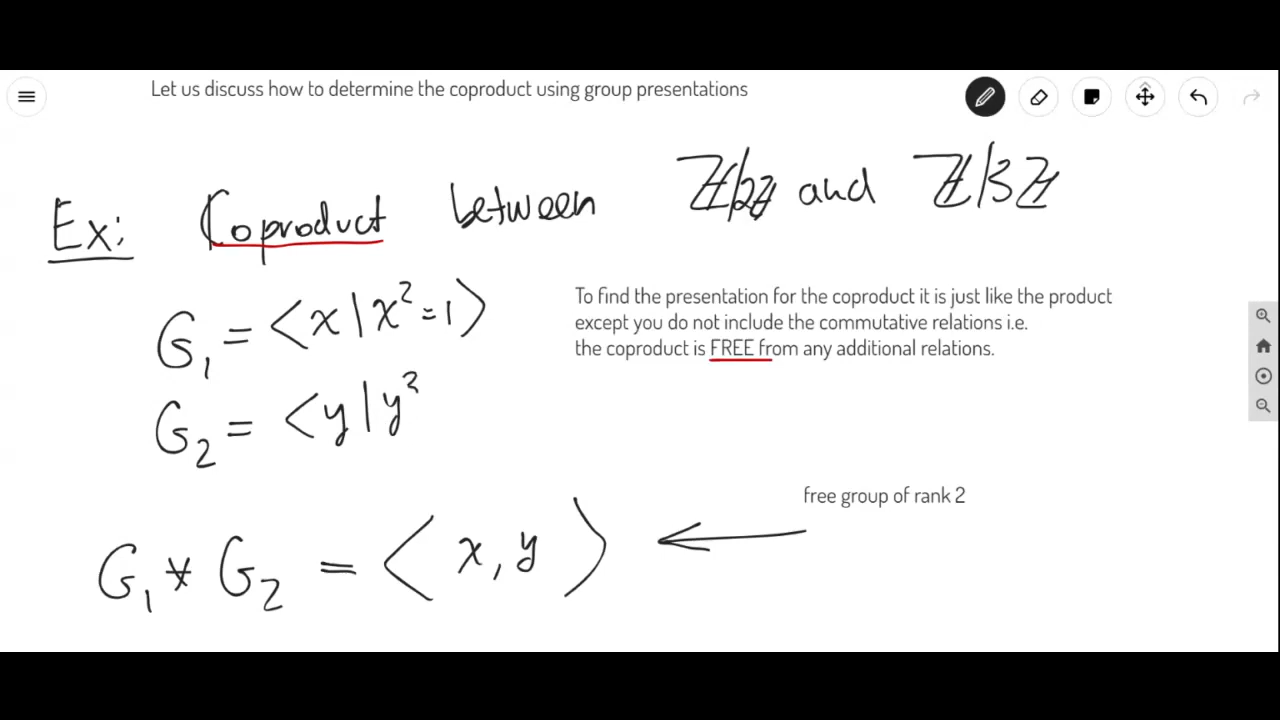 Let us discuss how to determine the coproduct using group presentations
Ex: Coproduct between ℤ/2ℤ and ℤ/3ℤ
G₁ = ⟨x | x² = 1⟩
To find the presentation for the coproduct it is just like the product
except you do not include the commutative relations i.e.
the coproduct is FREE from any additional relations.
G₂ = ⟨y | y³
free group of rank 2
G₁ * G₂ = ⟨x, y⟩